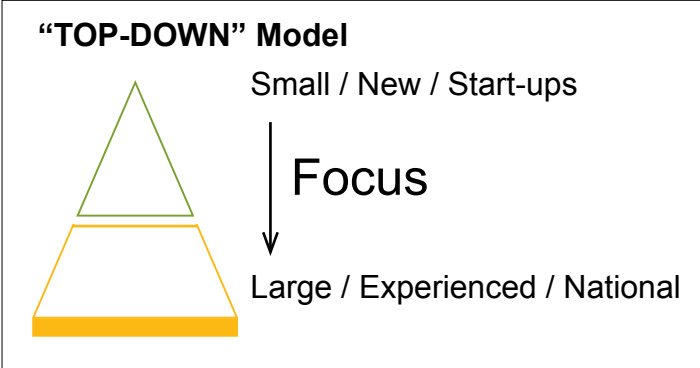 “TOP-DOWN” Model
Small / New / Start-ups
Focus
Large / Experienced / National